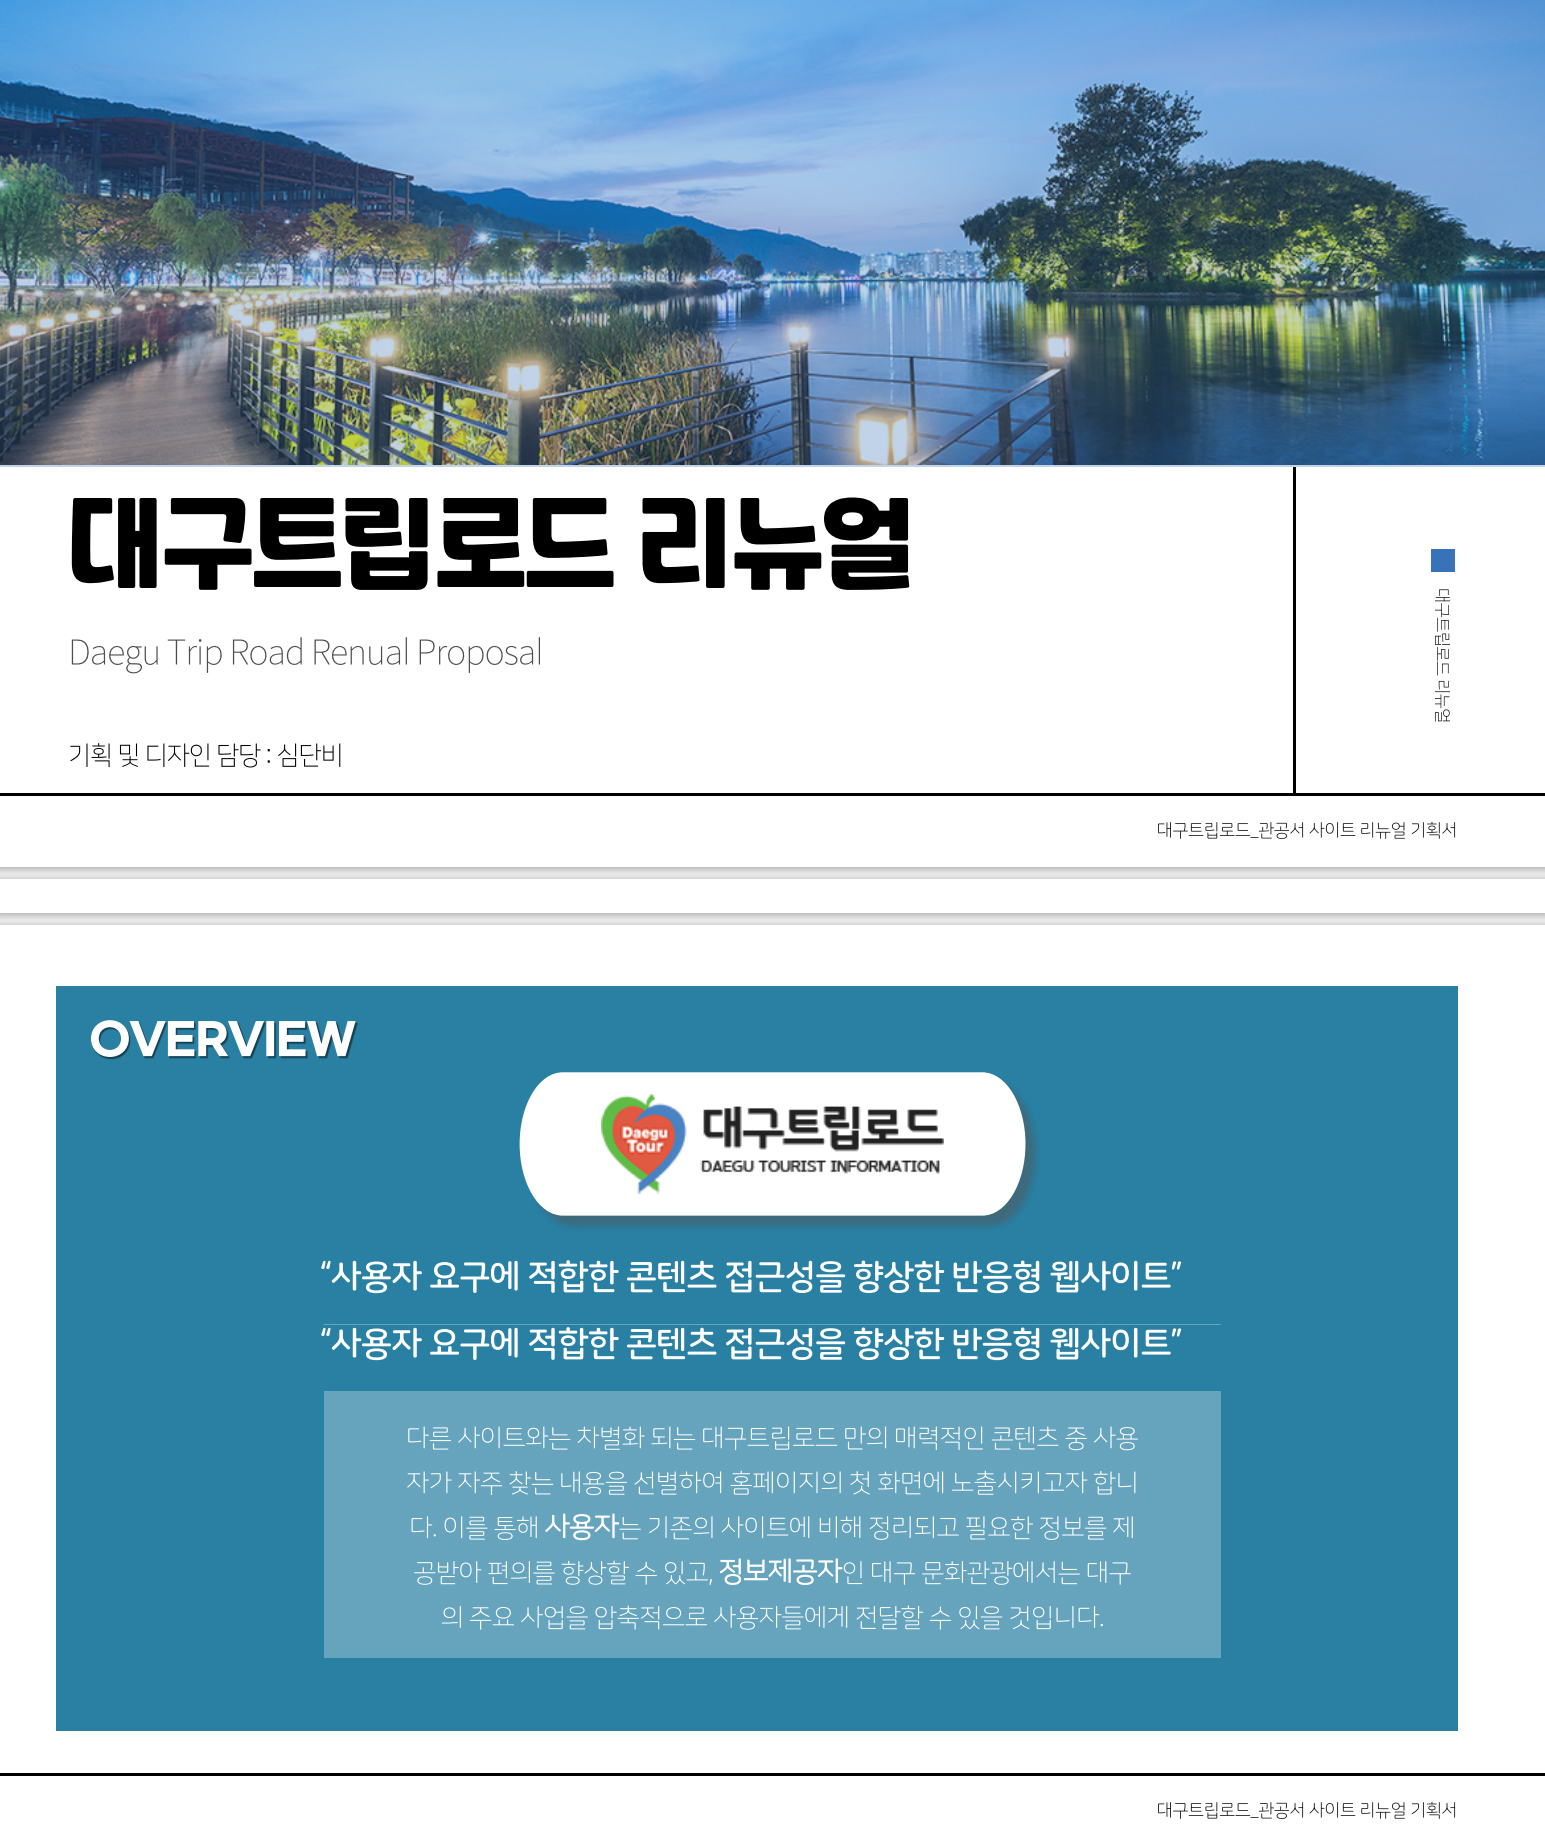 대구트립로드 리뉴얼
Daegu Trip Road Renual Proposal
기획 및 디자인 담당 : 심단비
대구트립로드 리뉴얼
대구트립로드_관공서 사이트 리뉴얼 기획서
OVERVIEW
Daegu
Tour
대구트립로드
DAEGU TOURIST INFORMATION
“사용자 요구에 적합한 콘텐츠 접근성을 향상한 반응형 웹사이트”
“사용자 요구에 적합한 콘텐츠 접근성을 향상한 반응형 웹사이트”
다른 사이트와는 차별화 되는 대구트립로드 만의 매력적인 콘텐츠 중 사용
자가 자주 찾는 내용을 선별하여 홈페이지의 첫 화면에 노출시키고자 합니
다. 이를 통해 사용자는 기존의 사이트에 비해 정리되고 필요한 정보를 제
공받아 편의를 향상할 수 있고, 정보제공자인 대구 문화관광에서는 대구
의 주요 사업을 압축적으로 사용자들에게 전달할 수 있을 것입니다.
대구트립로드_관공서 사이트 리뉴얼 기획서